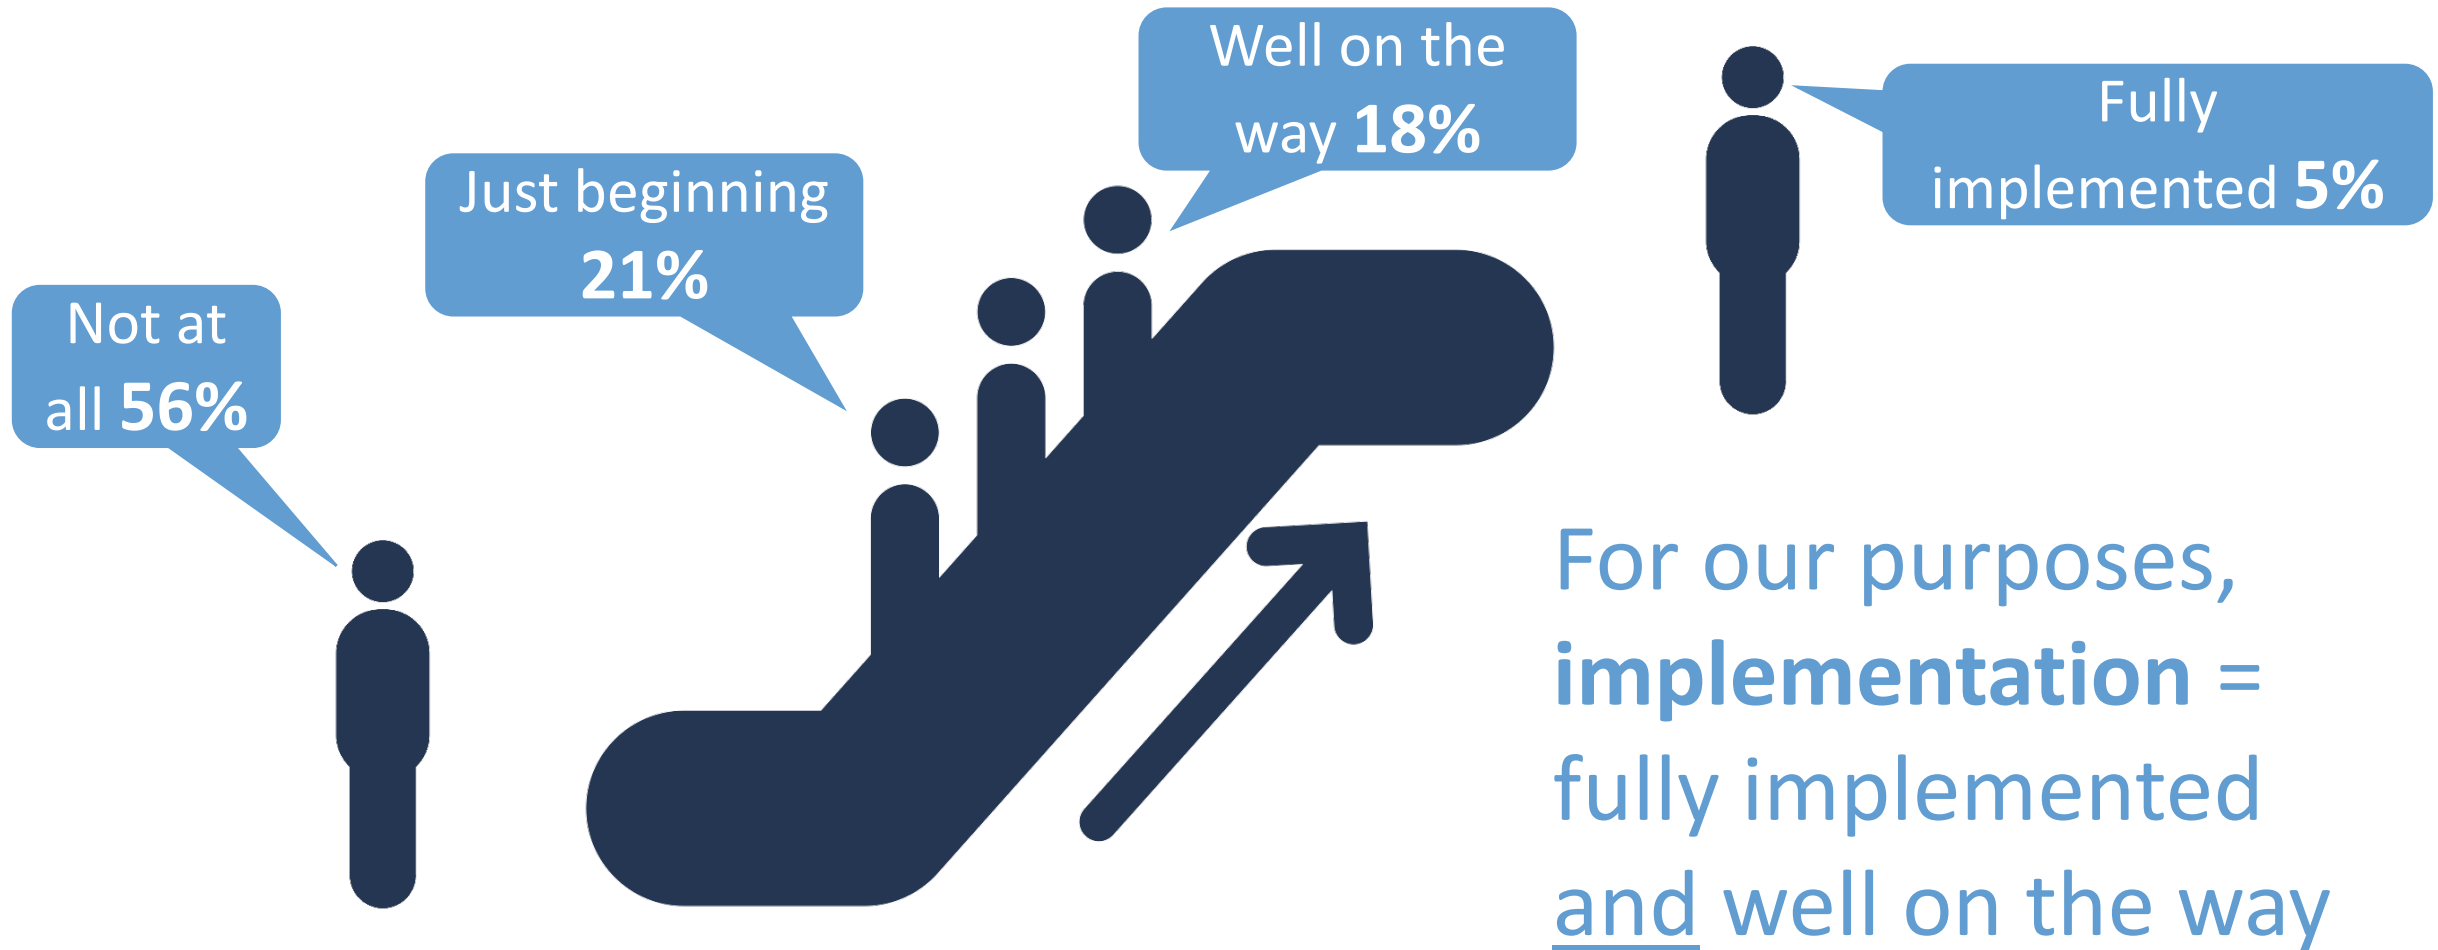 Not at
all 56%
Just beginning
21%
Well on the
way 18%
Fully
implemented 5%
For our purposes,
implementation =
fully implemented
and well on the way